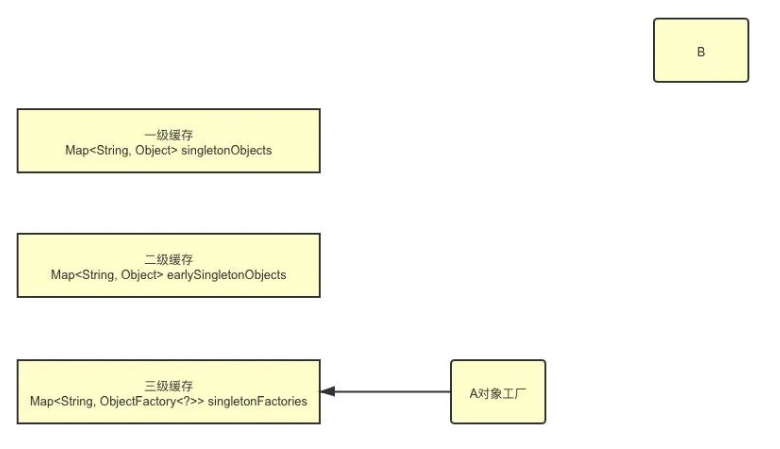 B
一级缓存
Map<String, Object> singletonObjects
二级缓存
Map<String, Object> earlySingletonObjects
三级缓存
Map<String, ObjectFactory<?>> singletonFactories
A对象工厂